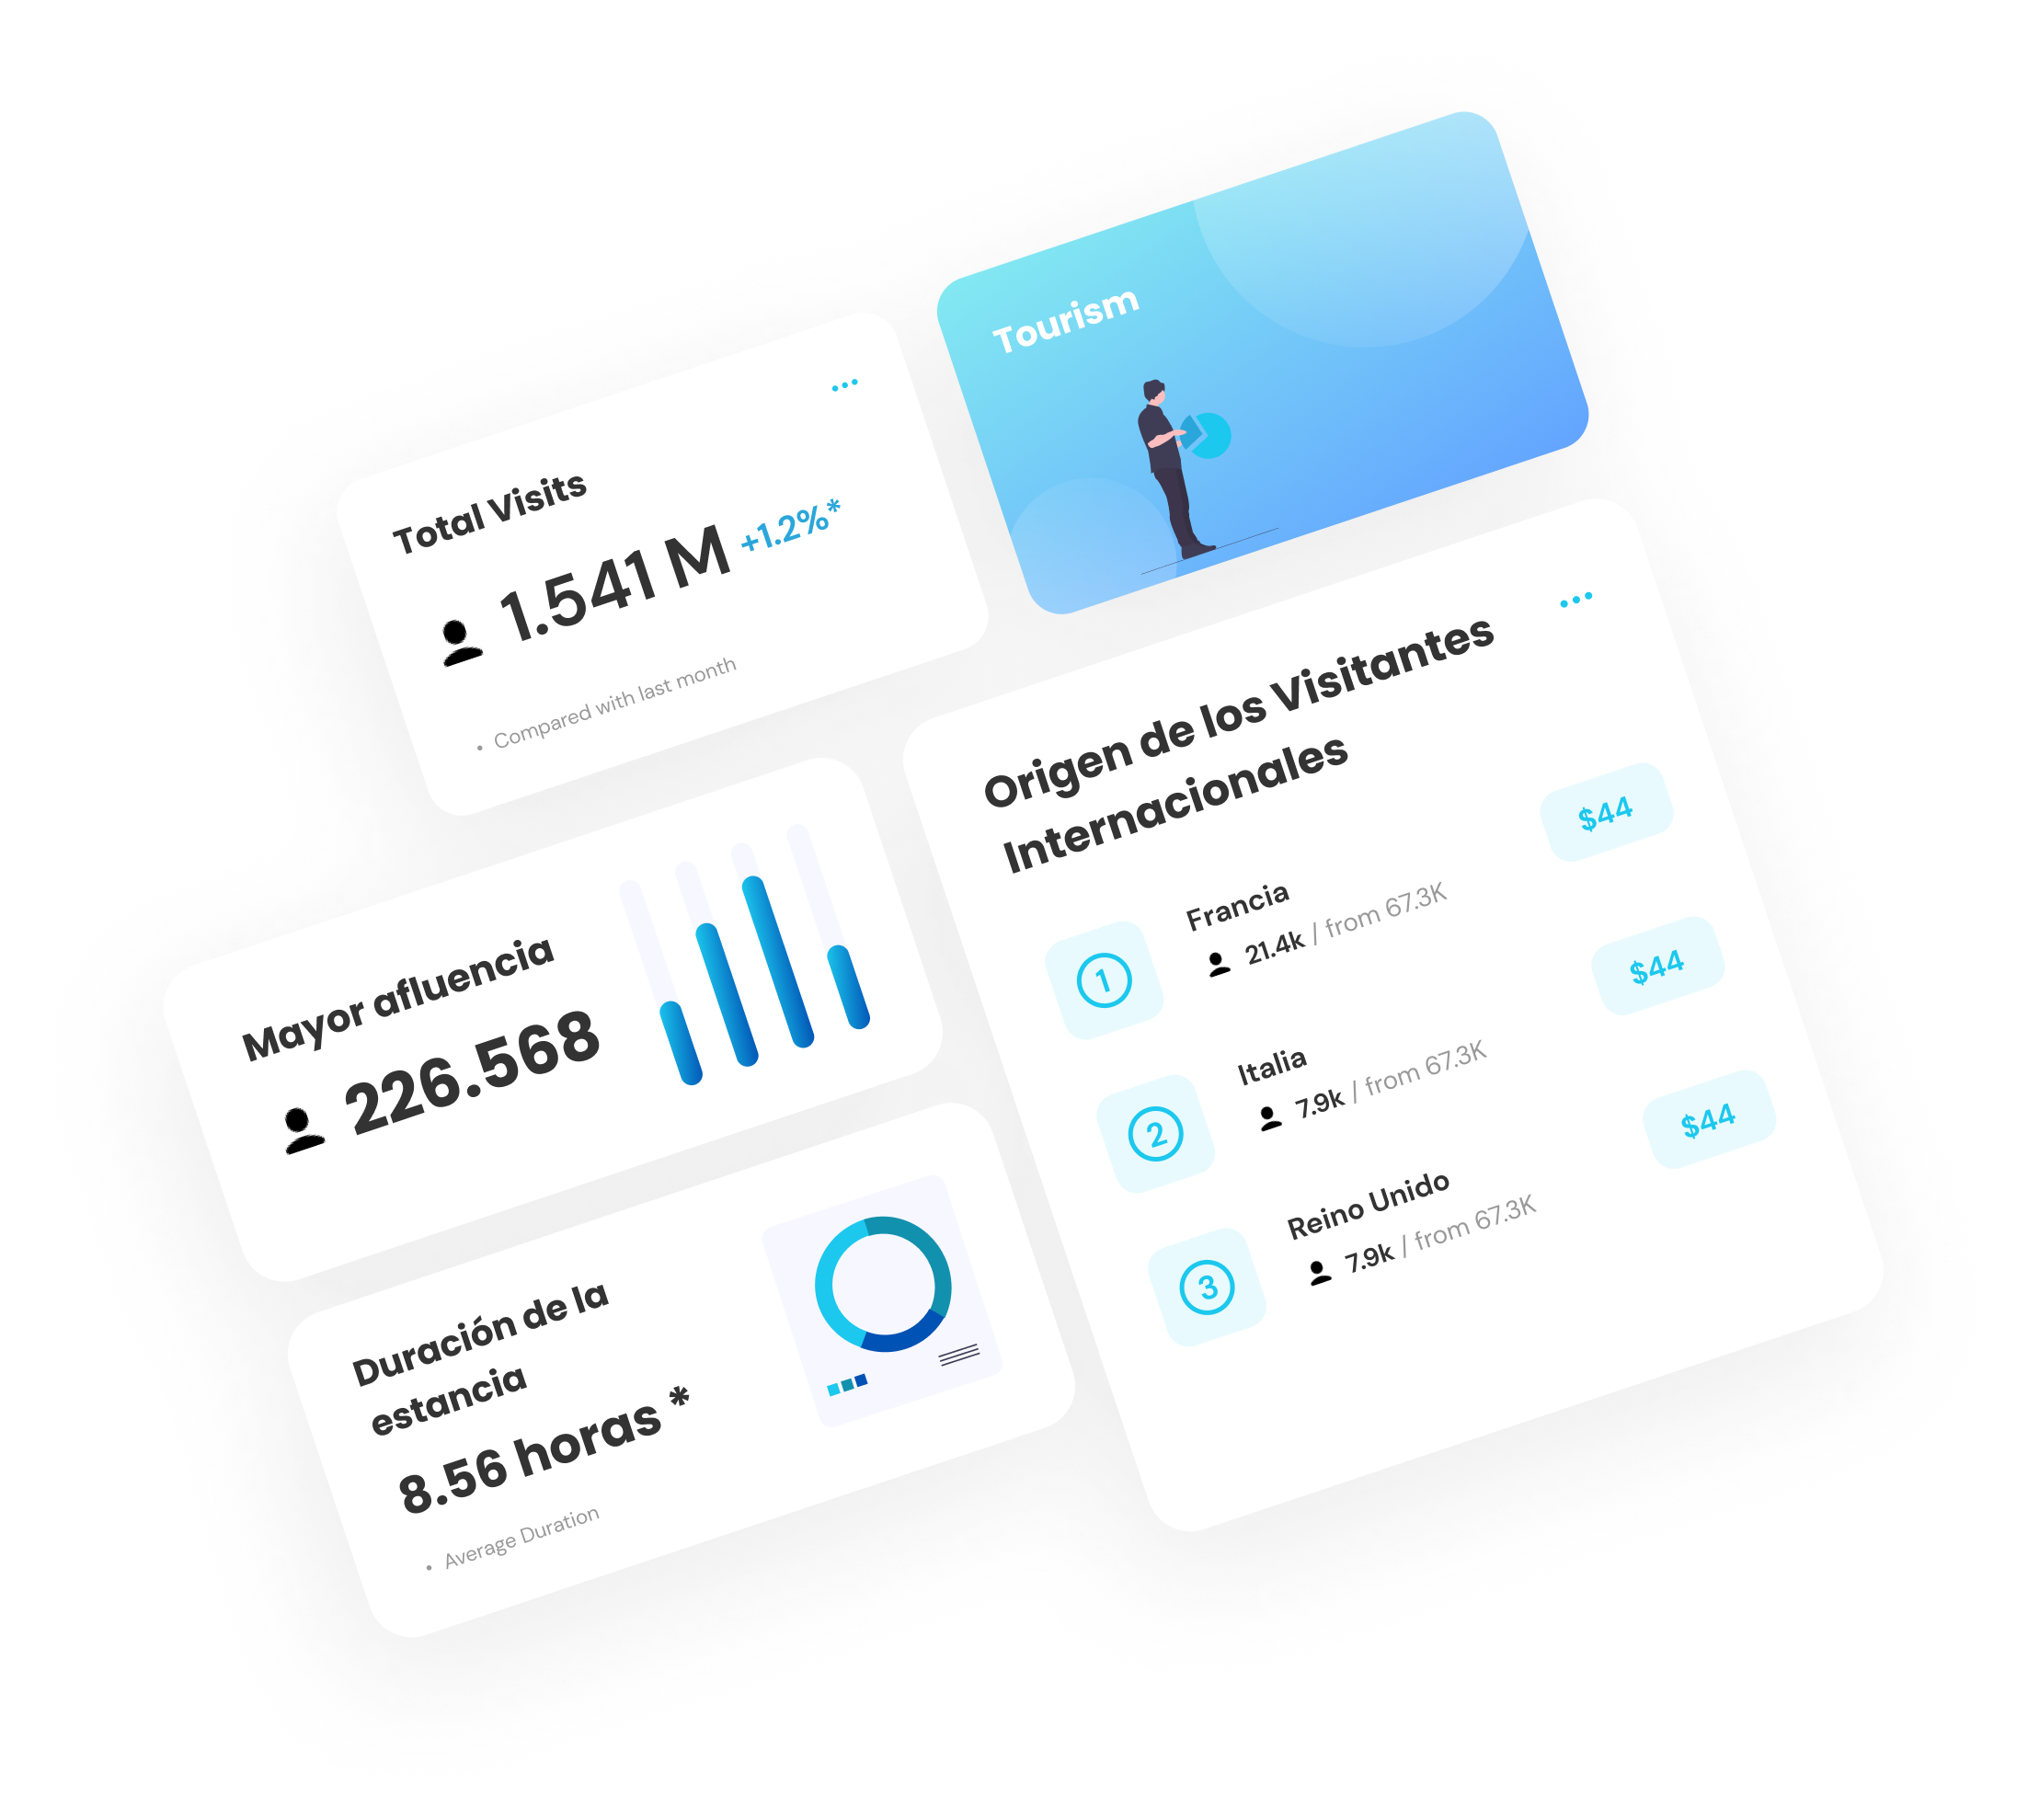 Tourism
Total Visits
1.541 M +1.2%*
• Compared with last month
Mayor afluencia
226.568
Duración de la
estancia
8.56 horas *
• Average Duration
Origen de los Visitantes
Internacionales
1
Francia
21.4k / from 67.3K
$44
2
Italia
7.9k / from 67.3K
$44
3
Reino Unido
7.9k / from 67.3K
$44